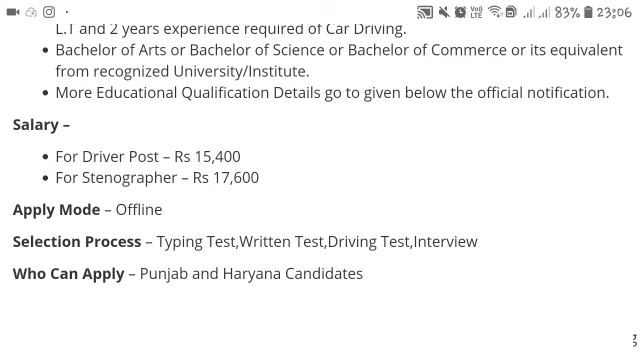 83% 23:06
L.T and 2 years experience required of Car Driving.
• Bachelor of Arts or Bachelor of Science or Bachelor of Commerce or its equivalent
from recognized University/Institute.
• More Educational Qualification Details go to given below the official notification.
Salary –
• For Driver Post – Rs 15,400
• For Stenographer – Rs 17,600
Apply Mode – Offline
Selection Process – Typing Test,Written Test,Driving Test,Interview
Who Can Apply – Punjab and Haryana Candidates